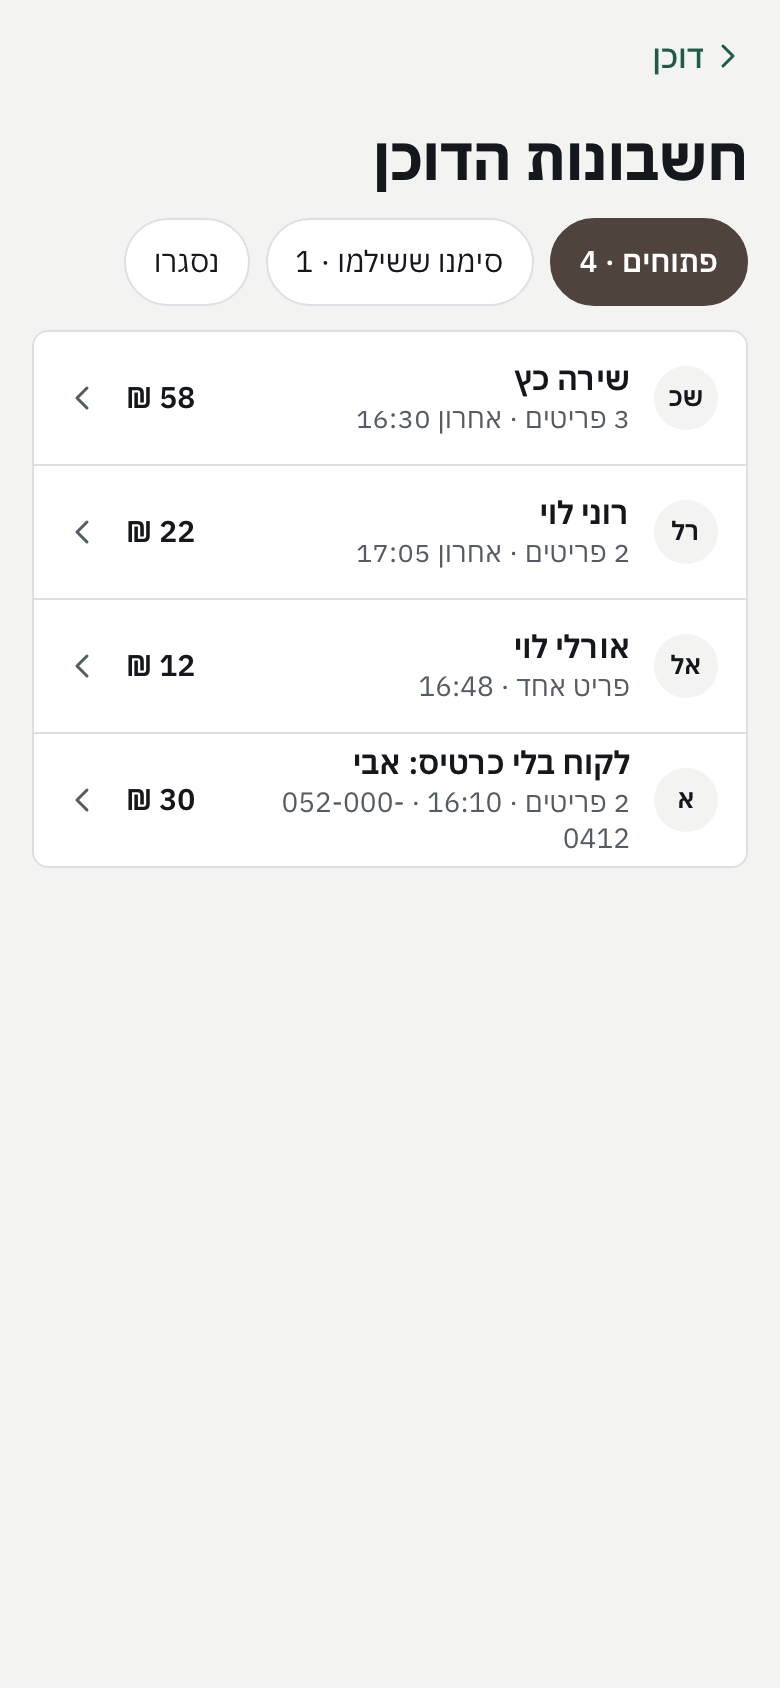 דוכן
חשבונות הדוכן
פתוחים · 4
סימנו ששילמו · 1
נסגרו
שכ
שירה כץ
3 פריטים · אחרון 16:30
58 ₪
רל
רוני לוי
2 פריטים · אחרון 17:05
22 ₪
אל
אורלי לוי
פריט אחד · 16:48
12 ₪
א
לקוח בלי כרטיס: אבי
2 פריטים · 16:10 · 052-000-
0412
30 ₪